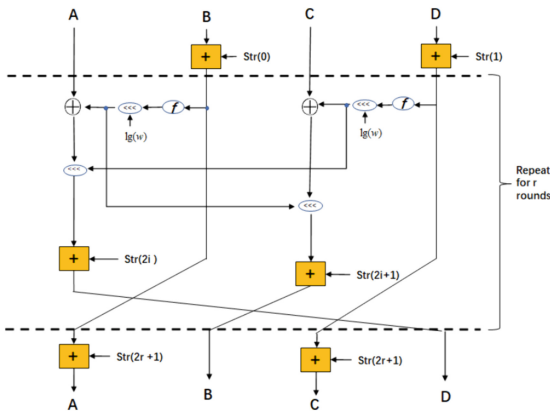 A B C D
+ Str(0) + Str(1)
<<< f <<< f
lg(w) lg(w)
<<<
<<<
Repeat
for r
rounds
+ Str(2i )
+ Str(2i+1)
+ Str(2r +1) + Str(2r+1)
A B C D